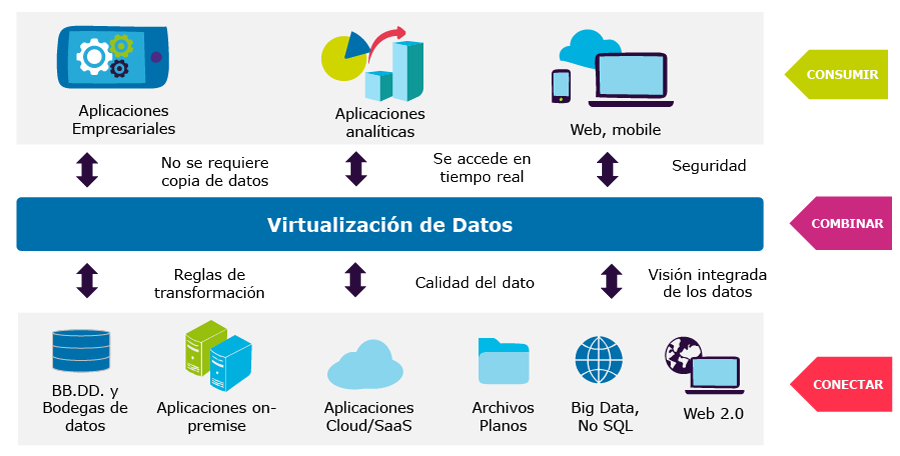 Aplicaciones
Empresariales
Aplicaciones
analíticas
Web, mobile
CONSUMIR
No se requiere
copia de datos
Se accede en
tiempo real
Seguridad
Virtualización de Datos
COMBINAR
Reglas de
transformación
Calidad del dato
Visión integrada
de los datos
BB.DD. y
Bodegas de
datos
Aplicaciones on-
premise
Aplicaciones
Cloud/SaaS
Archivos
Planos
Big Data,
No SQL
Web 2.0
CONECTAR